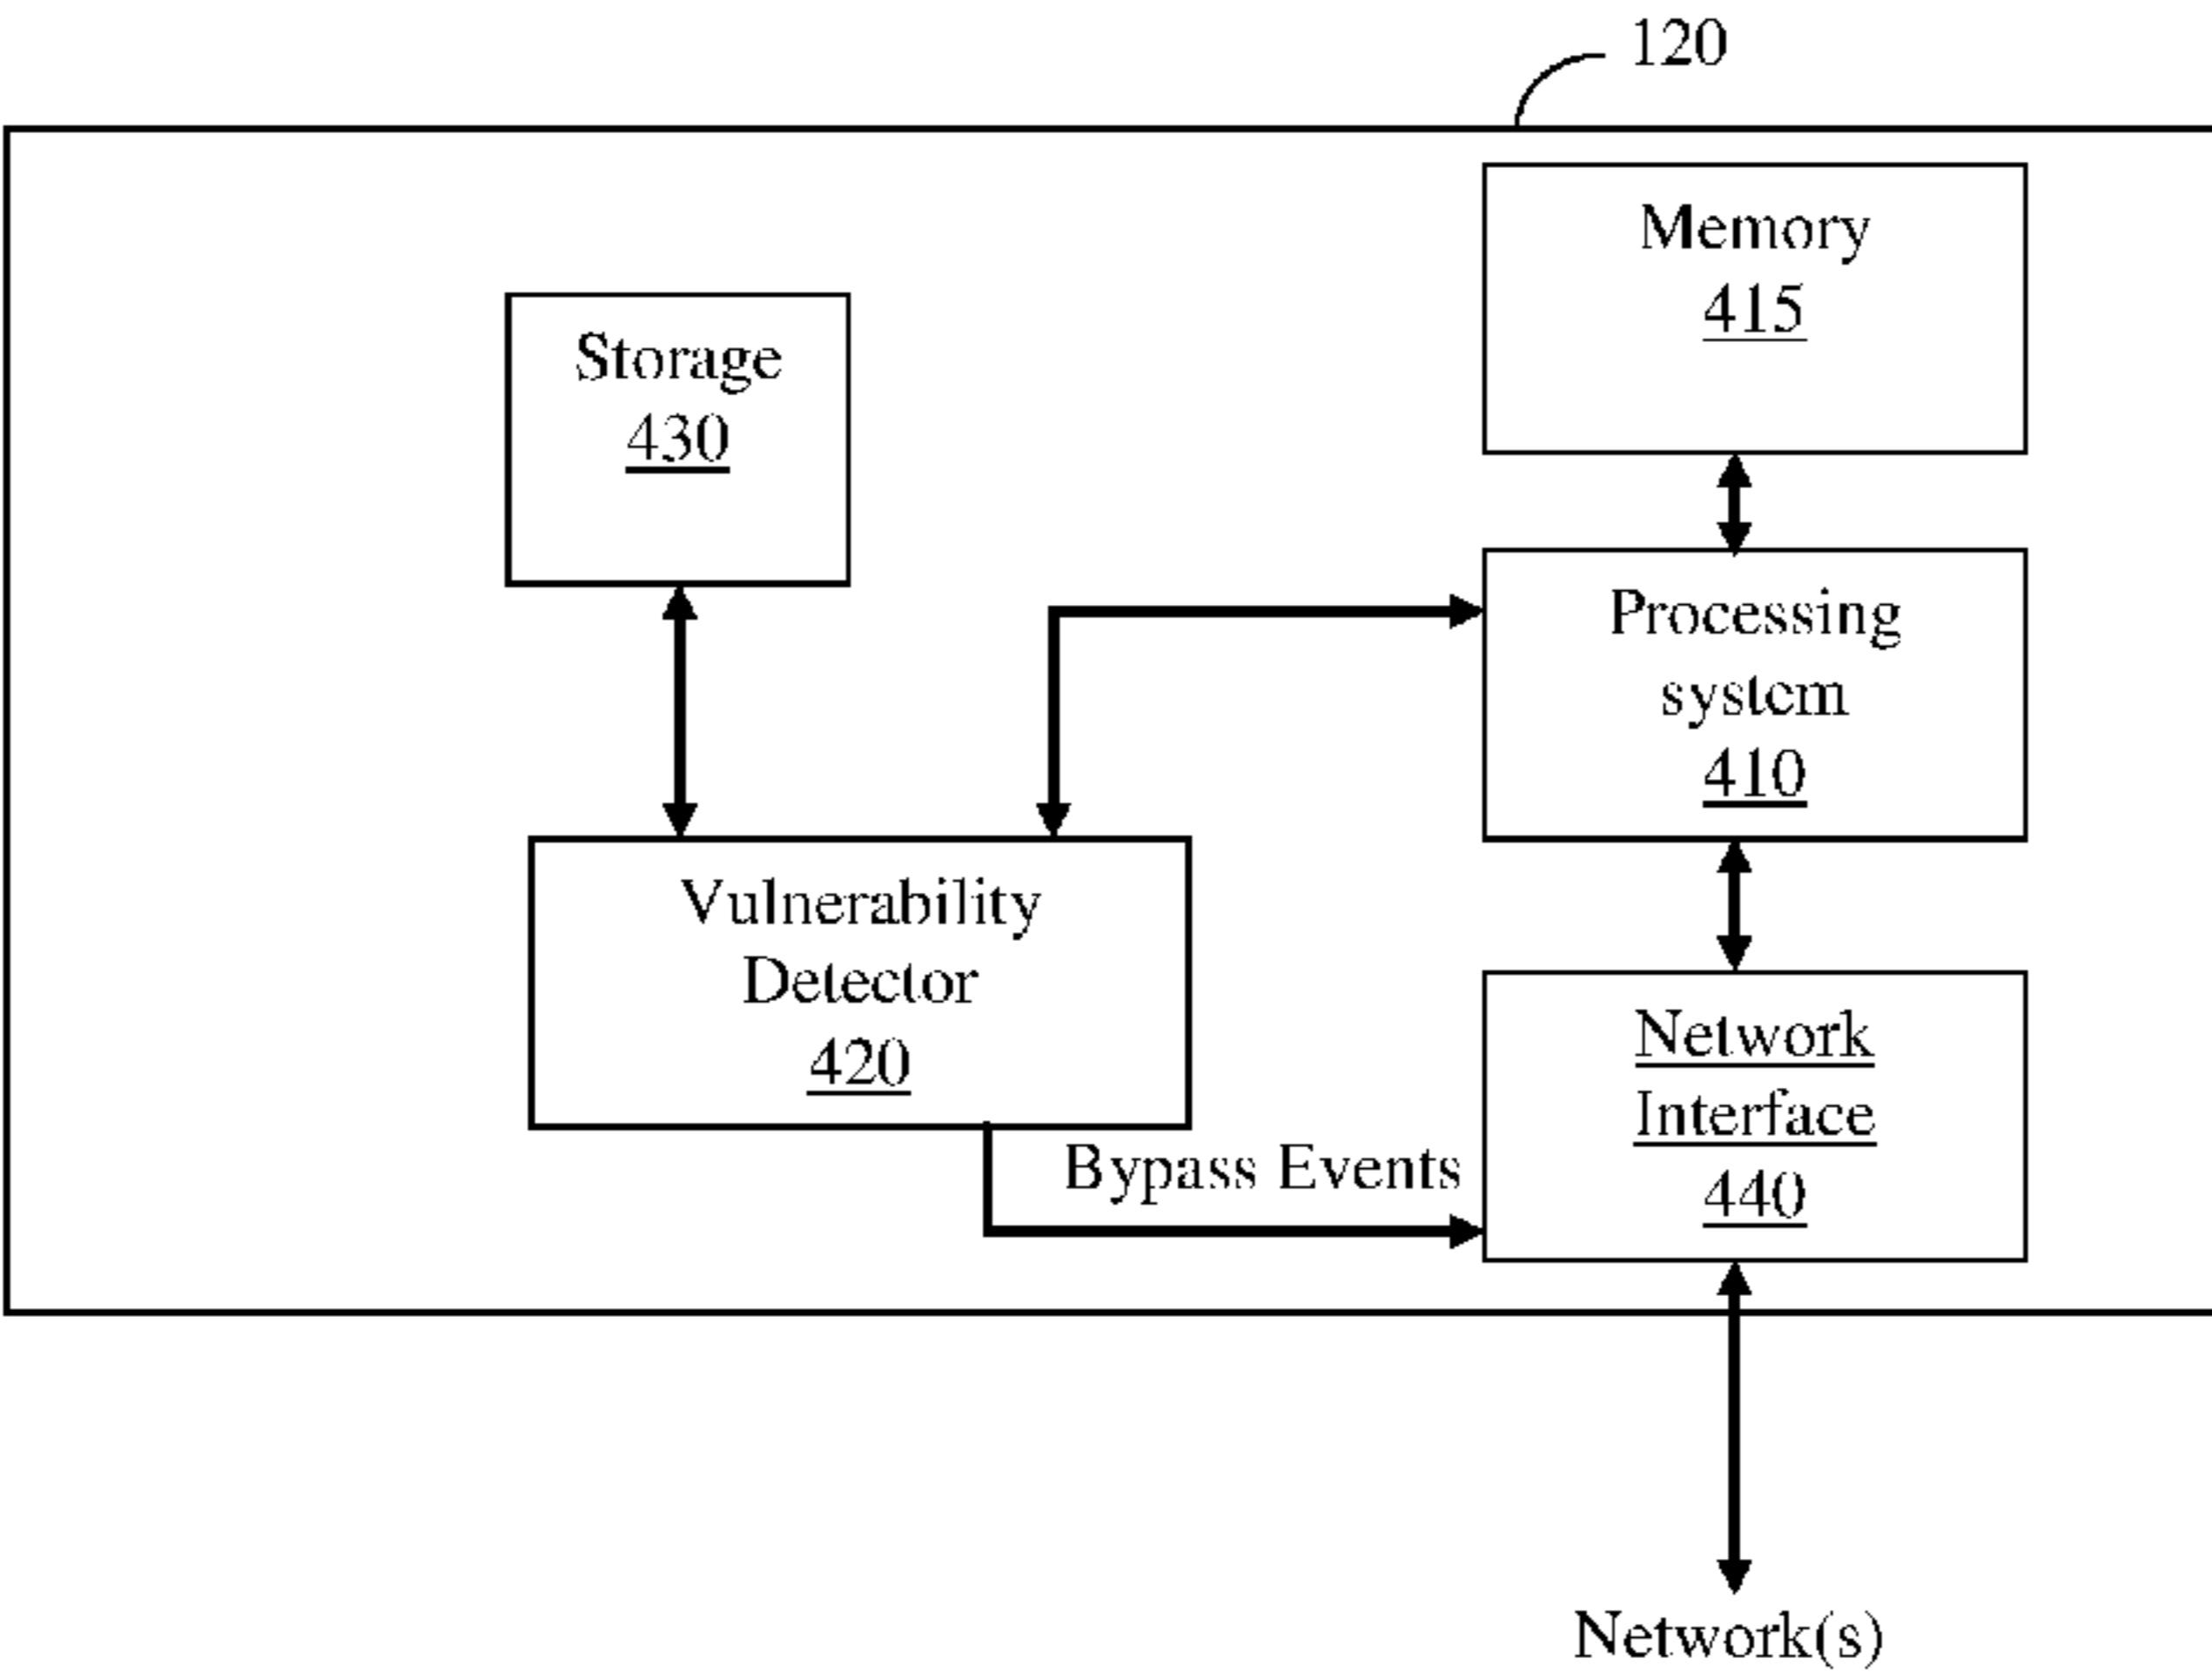 120
Memory
415
Storage
430
Processing
system
410
Vulnerability
Detector
420
Network
Interface
440
Bypass Events
Network(s)